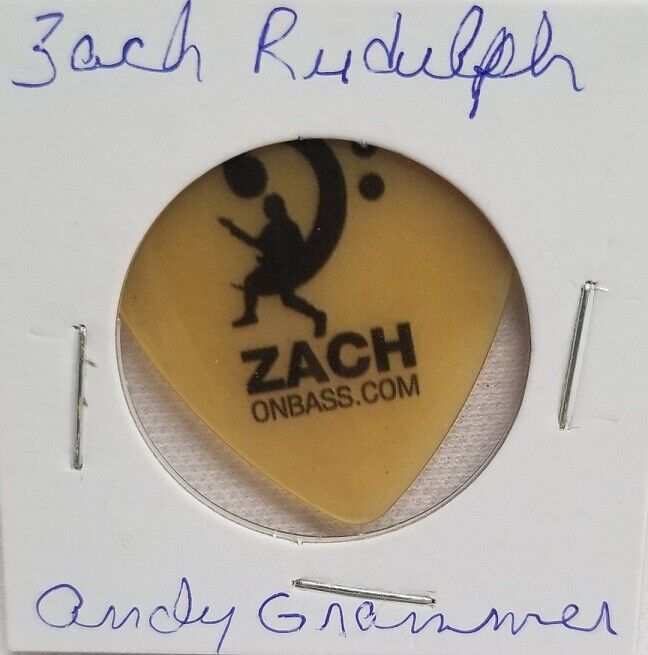 Zach Rudulph
ZACH
ONBASS.COM
Andy Grammer